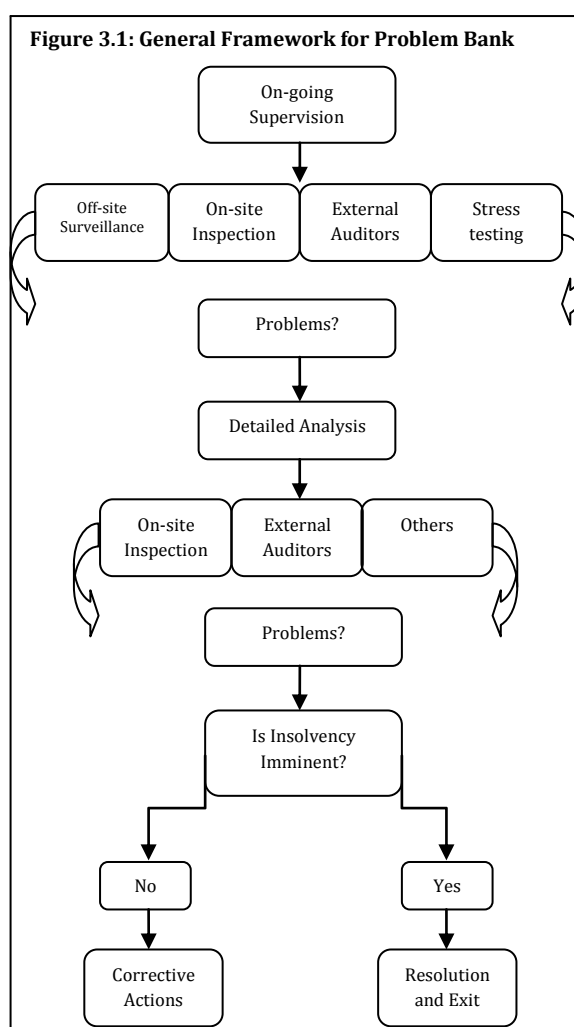 Figure 3.1: General Framework for Problem Bank
On-going
Supervision
Off-site
Surveillance
On-site
Inspection
External
Auditors
Stress
testing
Problems?
Detailed Analysis
On-site
Inspection
External
Auditors
Others
Problems?
Is Insolvency
Imminent?
No
Yes
Corrective
Actions
Resolution
and Exit